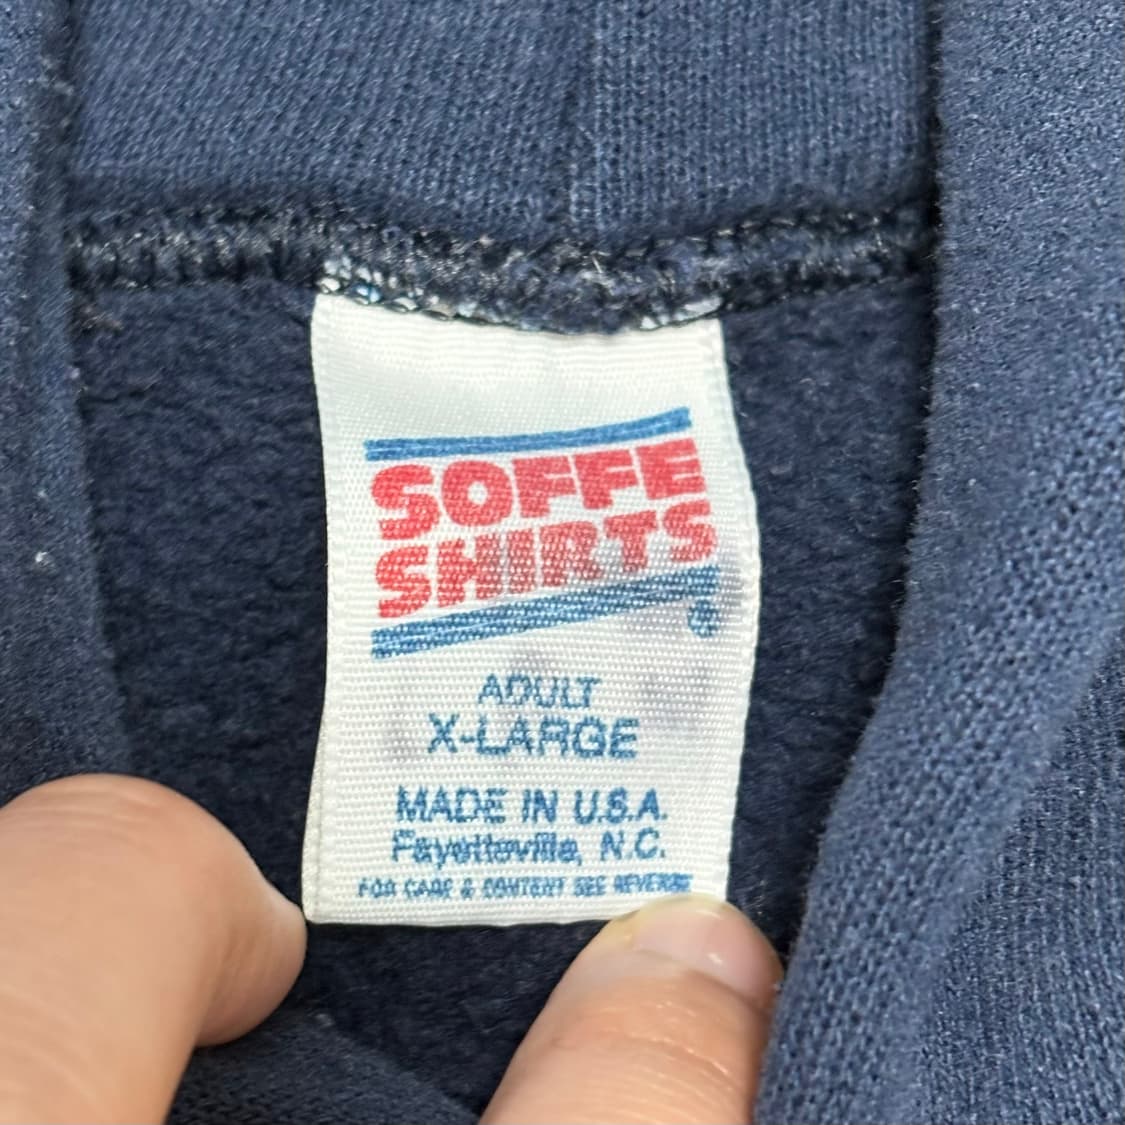 SOFFE
SHIRTS
®
ADULT
X-LARGE
MADE IN U.S.A.
Fayetteville, N.C.
FOR CARE & CONTENT SEE REVERSE